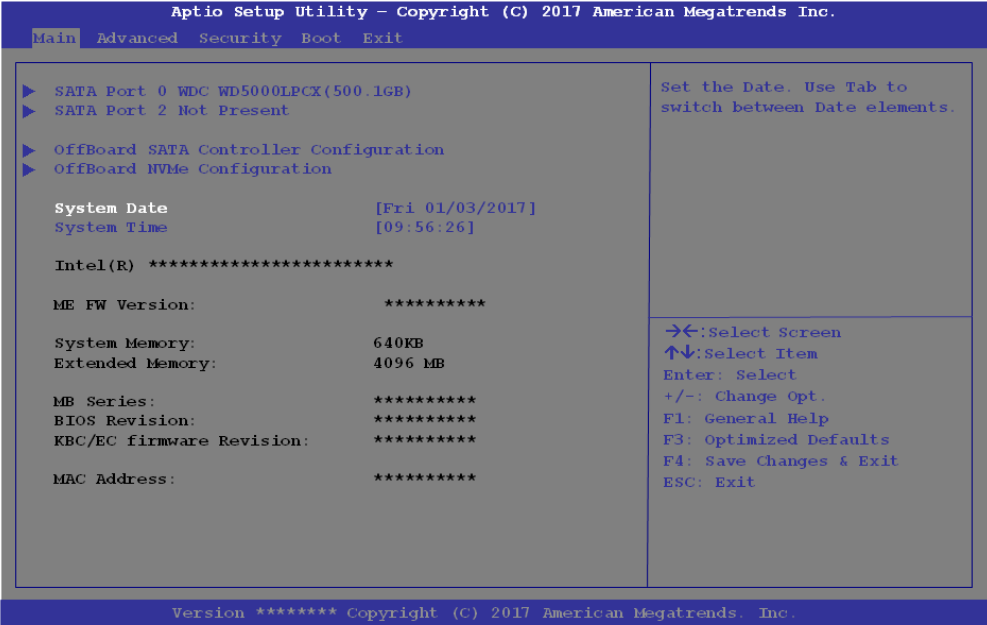 Aptio Setup Utility – Copyright (C) 2017 American Megatrends Inc.
Main Advanced Security Boot Exit
SATA Port 0 WDC WD5000LPCX(500.1GB)
SATA Port 2 Not Present
OffBoard SATA Controller Configuration
OffBoard NVMe Configuration
System Date [Fri 01/03/2017]
System Time [09:56:26]
Intel(R) ************************
ME FW Version: **********
System Memory: 640KB
Extended Memory: 4096 MB
MB Series: **********
BIOS Revision: **********
KBC/EC firmware Revision: **********
MAC Address: **********
Set the Date. Use Tab to
switch between Date elements.
→←:Select Screen
↑↓:Select Item
Enter: Select
+/-: Change Opt.
F1: General Help
F3: Optimized Defaults
F4: Save Changes & Exit
ESC: Exit
Version ******** Copyright (C) 2017 American Megatrends. Inc.